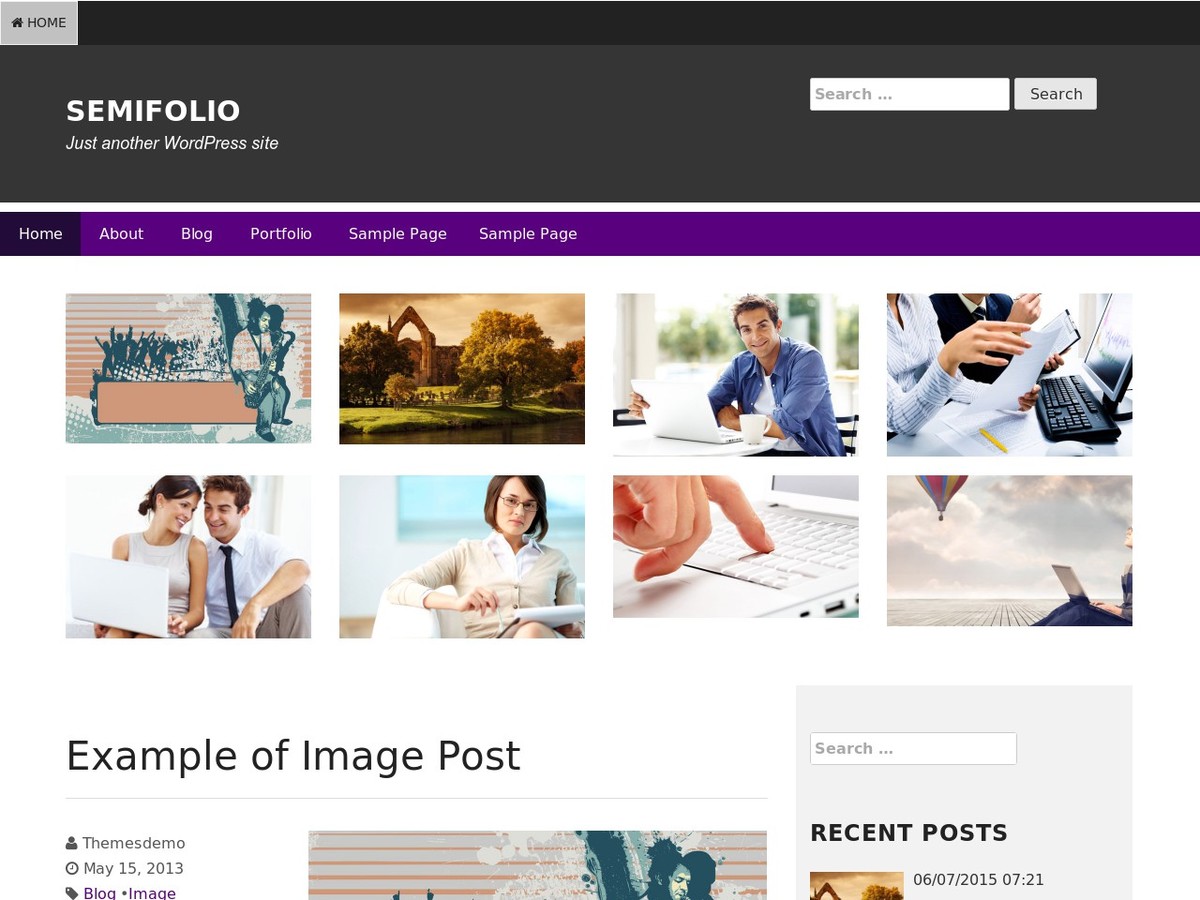 HOME
SEMIFOLIO
Just another WordPress site
Search ...
Search
Home
About
Blog
Portfolio
Sample Page
Sample Page
Example of Image Post
Themesdemo
May 15, 2013
Blog •Image
Search ...
RECENT POSTS
06/07/2015 07:21